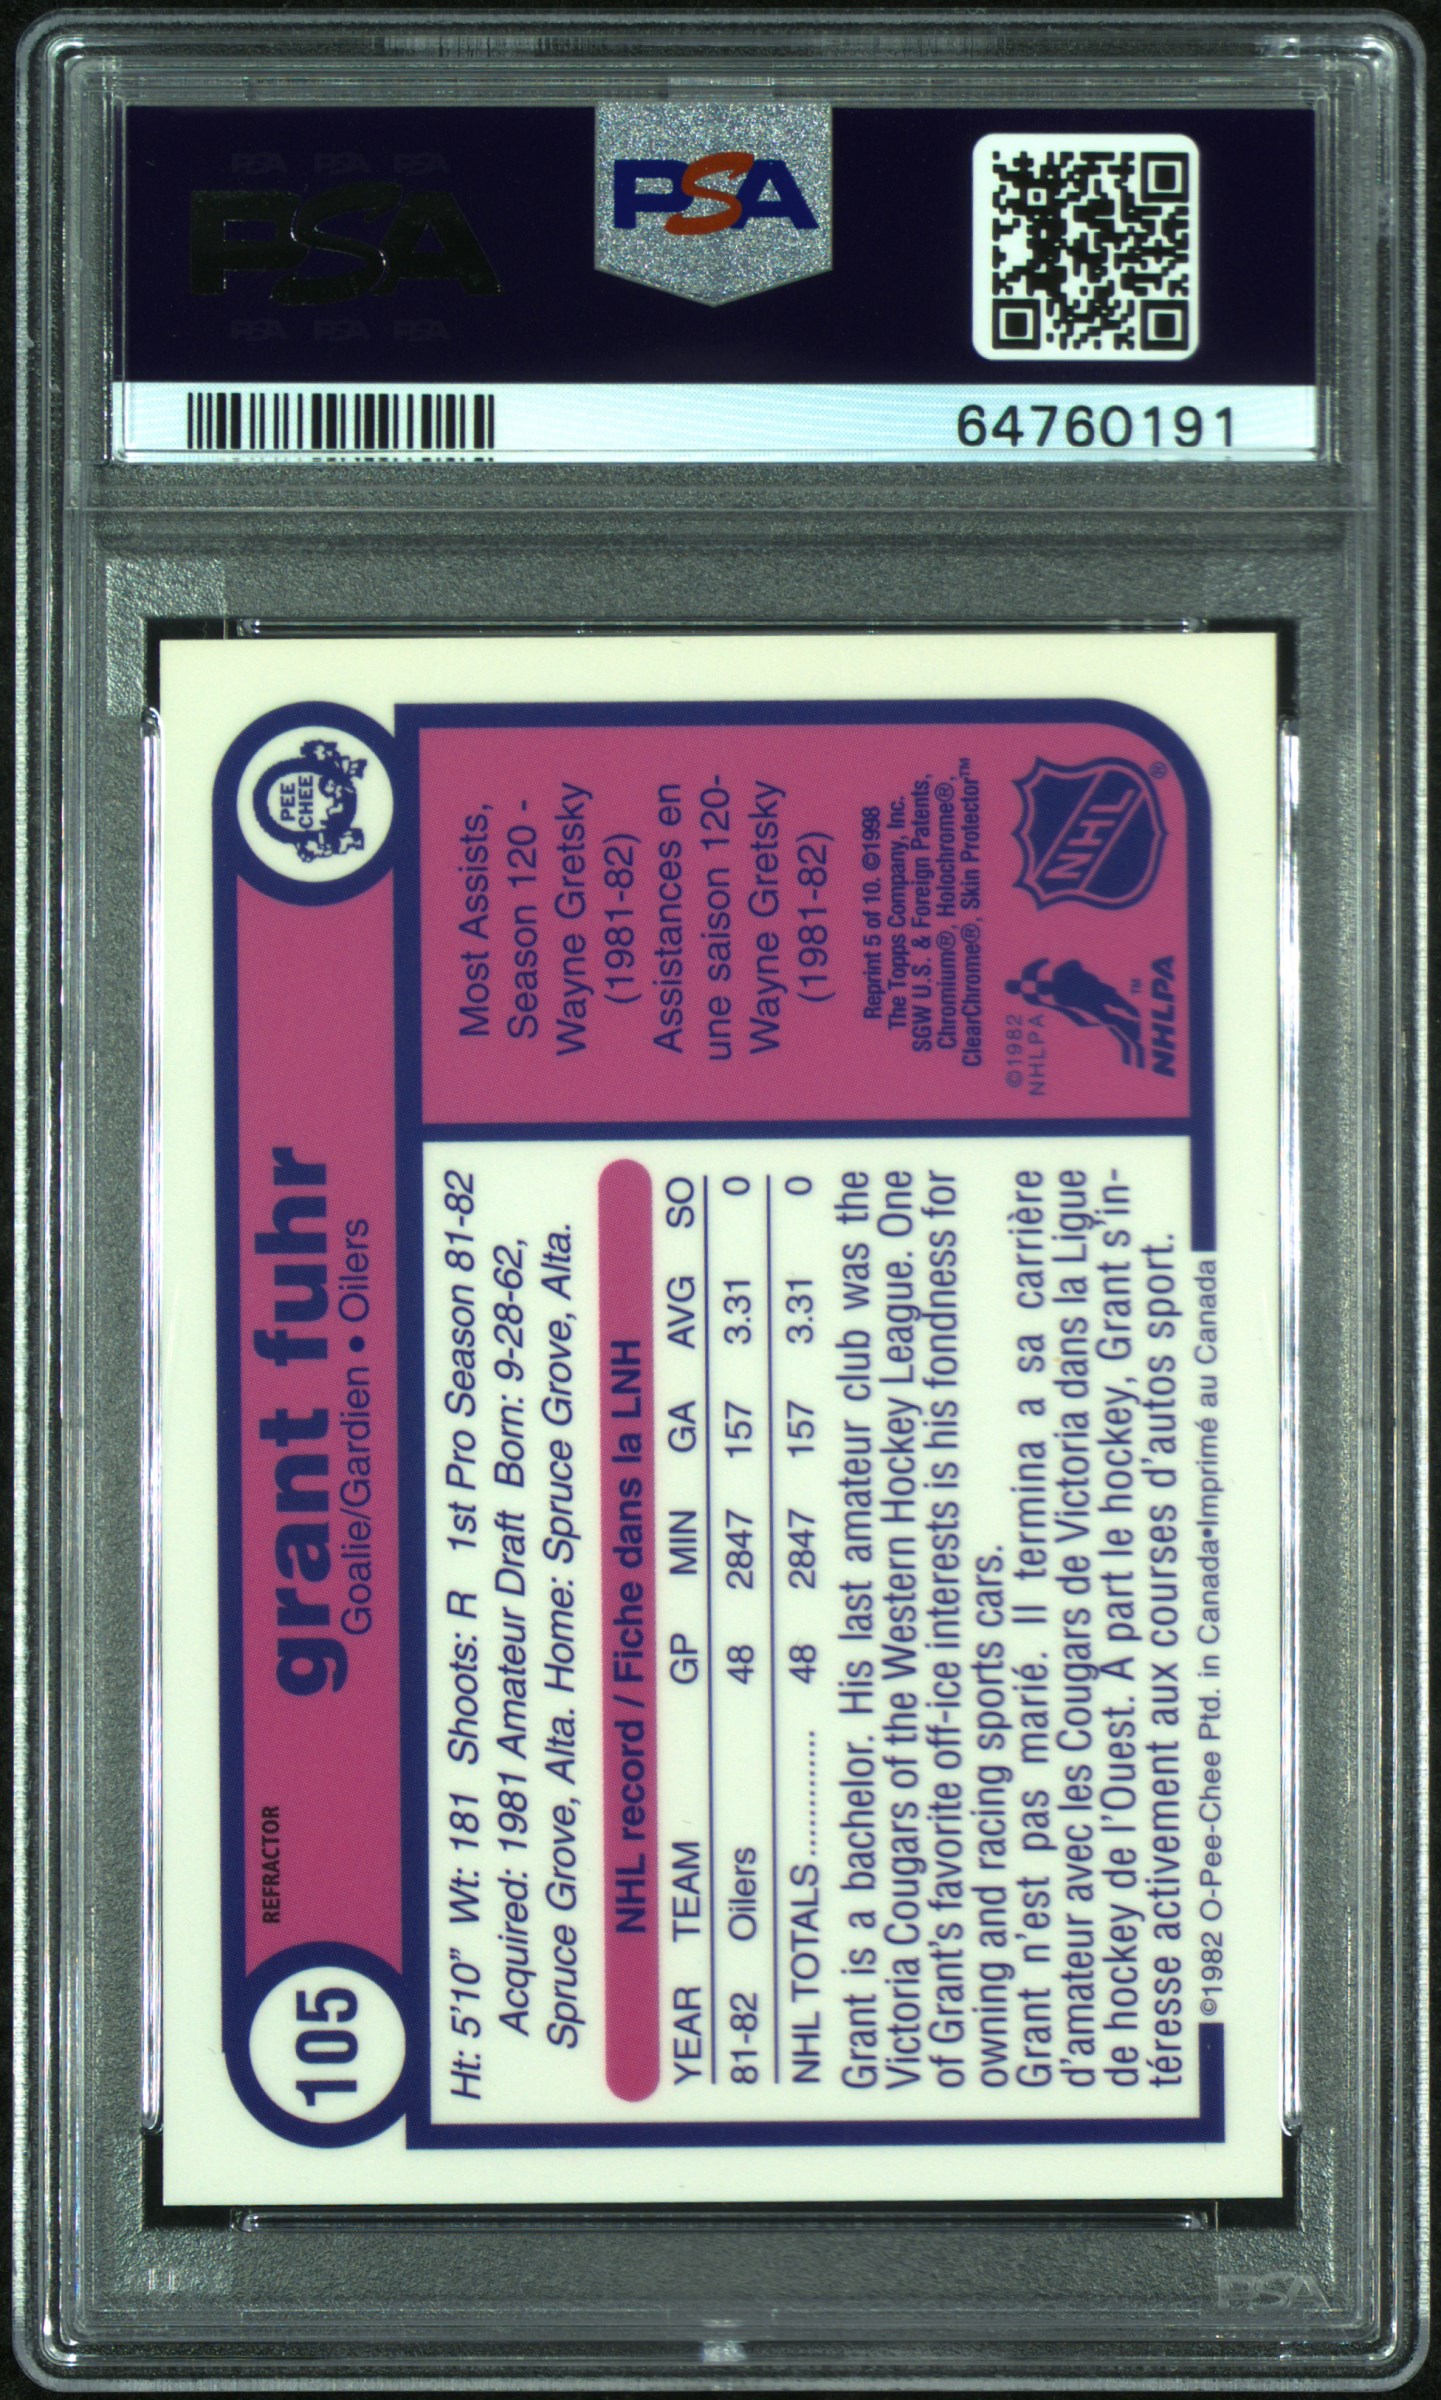 PSA PSA PSA
PSA
PSA PSA PSA
PSA
64760191
105
REFRACTOR
grant fuhr
Goalie/Gardien • Oilers
PEE
CHEE
Ht: 5'10" Wt: 181 Shoots: R 1st Pro Season 81-82
Acquired: 1981 Amateur Draft Born: 9-28-62,
Spruce Grove, Alta. Home: Spruce Grove, Alta.
NHL record / Fiche dans la LNH
YEAR TEAM GP MIN GA AVG SO
81-82 Oilers 48 2847 157 3.31 0
NHL TOTALS............ 48 2847 157 3.31 0
Grant is a bachelor. His last amateur club was the
Victoria Cougars of the Western Hockey League. One
of Grant's favorite off-ice interests is his fondness for
owning and racing sports cars.
Grant n'est pas marié. Il termina a sa carrière
d'amateur avec les Cougars de Victoria dans la Ligue
de hockey de l'Ouest. À part le hockey, Grant s'in-
téresse activement aux courses d'autos sport.
©1982 O-Pee-Chee Ptd. in Canada•Imprimé au Canada
Most Assists,
Season 120 -
Wayne Gretsky
(1981-82)
Assistances en
une saison 120-
Wayne Gretsky
(1981-82)
Reprint 5 of 10. ©1998
The Topps Company, Inc.
SGW U.S. & Foreign Patents,
Chromium®, Holochrome®,
ClearChrome®, Skin Protector™
©1982
NHLPA
NHLPA™
NHL®
PSA